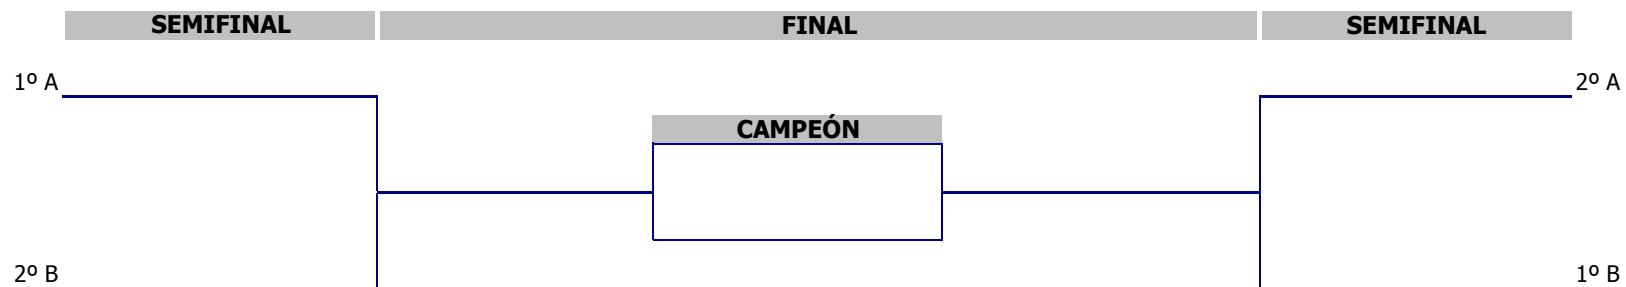 SEMIFINAL FINAL SEMIFINAL
1º A 2º A
CAMPEÓN
2º B 1º B